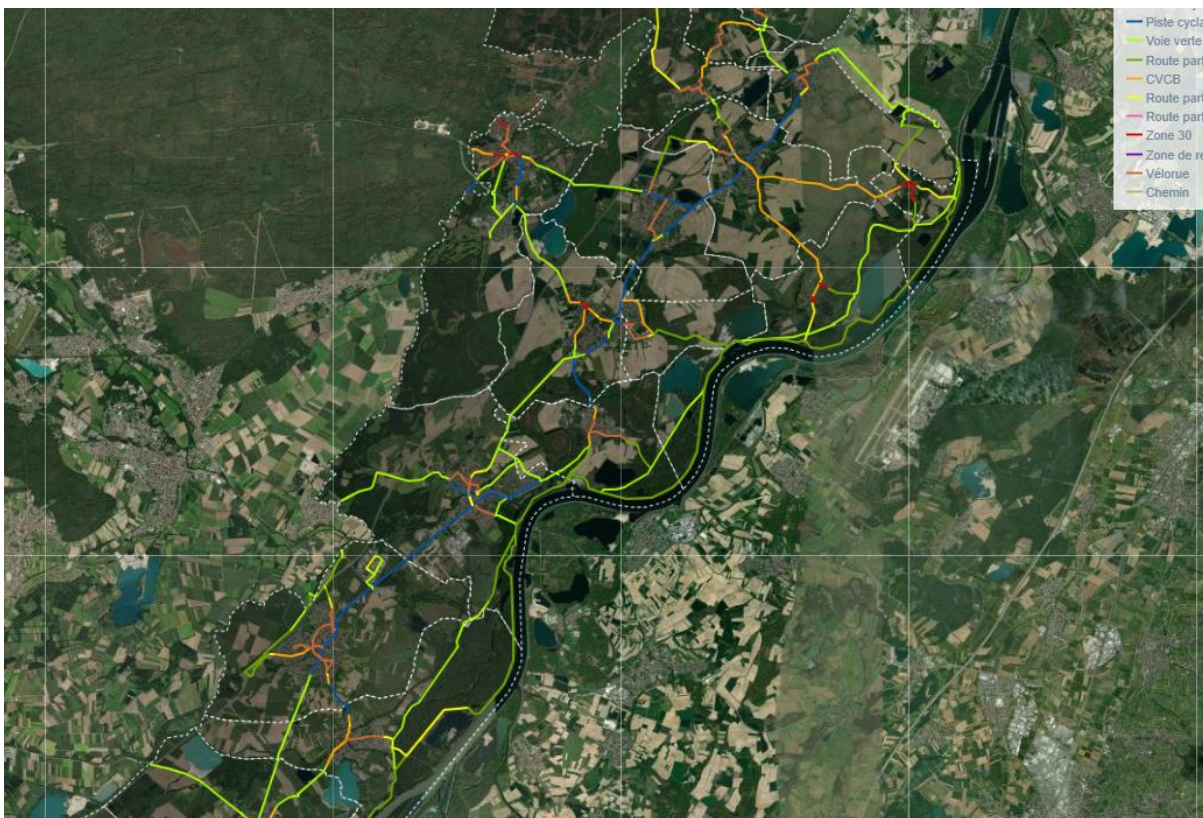 Piste cycla
Voie verte
Route part
CVCB
Route part
Route part
Zone 30
Zone de re
Vélorue
Chemin